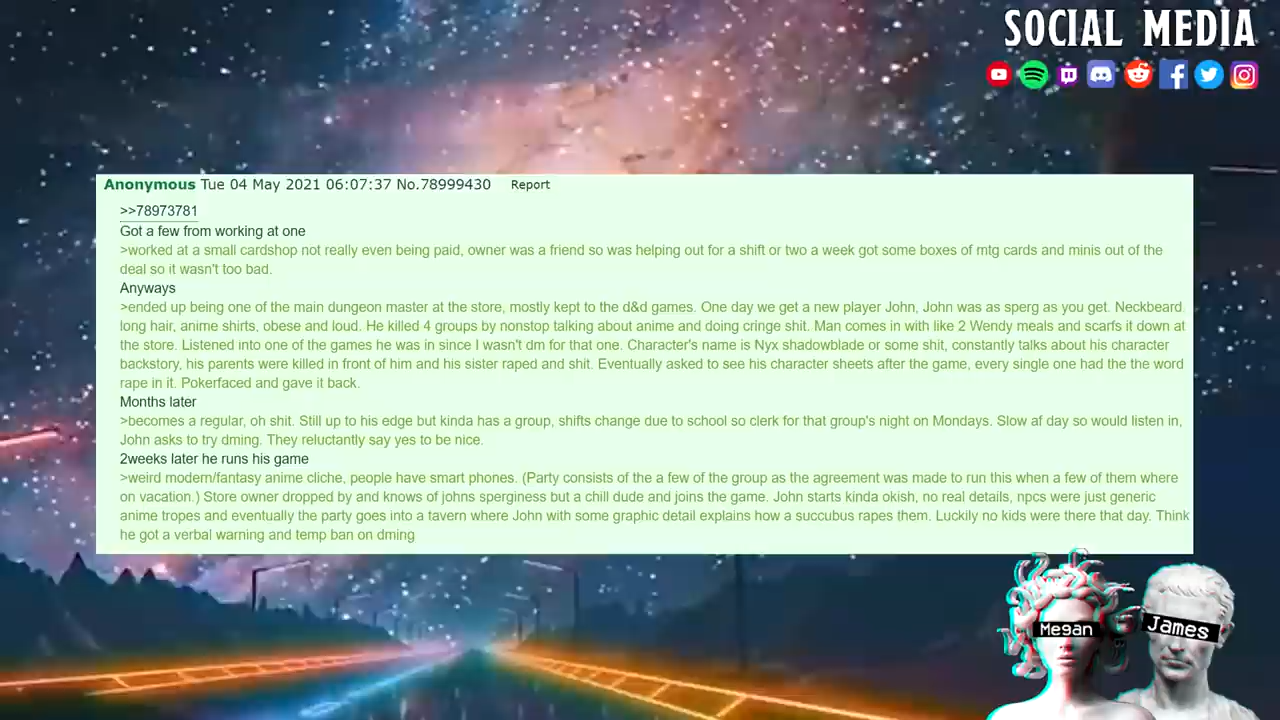 SOCIAL MEDIA
Anonymous Tue 04 May 2021 06:07:37 No.78999430 Report
>>78973781
Got a few from working at one
>worked at a small cardshop not really even being paid, owner was a friend so was helping out for a shift or two a week got some boxes of mtg cards and minis out of the
deal so it wasn't too bad.
Anyways
>ended up being one of the main dungeon master at the store, mostly kept to the d&d games. One day we get a new player John, John was as sperg as you get. Neckbeard.
long hair, anime shirts, obese and loud. He killed 4 groups by nonstop talking about anime and doing cringe shit. Man comes in with like 2 Wendy meals and scarfs it down at
the store. Listened into one of the games he was in since I wasn't dm for that one. Character's name is Nyx shadowblade or some shit, constantly talks about his character
backstory, his parents were killed in front of him and his sister raped and shit. Eventually asked to see his character sheets after the game, every single one had the the word
rape in it. Pokerfaced and gave it back.
Months later
>becomes a regular, oh shit. Still up to his edge but kinda has a group, shifts change due to school so clerk for that group's night on Mondays. Slow af day so would listen in,
John asks to try dming. They reluctantly say yes to be nice.
2weeks later he runs his game
>weird modern/fantasy anime cliche, people have smart phones. (Party consists of the a few of the group as the agreement was made to run this when a few of them where
on vacation.) Store owner dropped by and knows of johns sperginess but a chill dude and joins the game. John starts kinda okish, no real details, npcs were just generic
anime tropes and eventually the party goes into a tavern where John with some graphic detail explains how a succubus rapes them. Luckily no kids were there that day. Think
he got a verbal warning and temp ban on dming
Megan
James